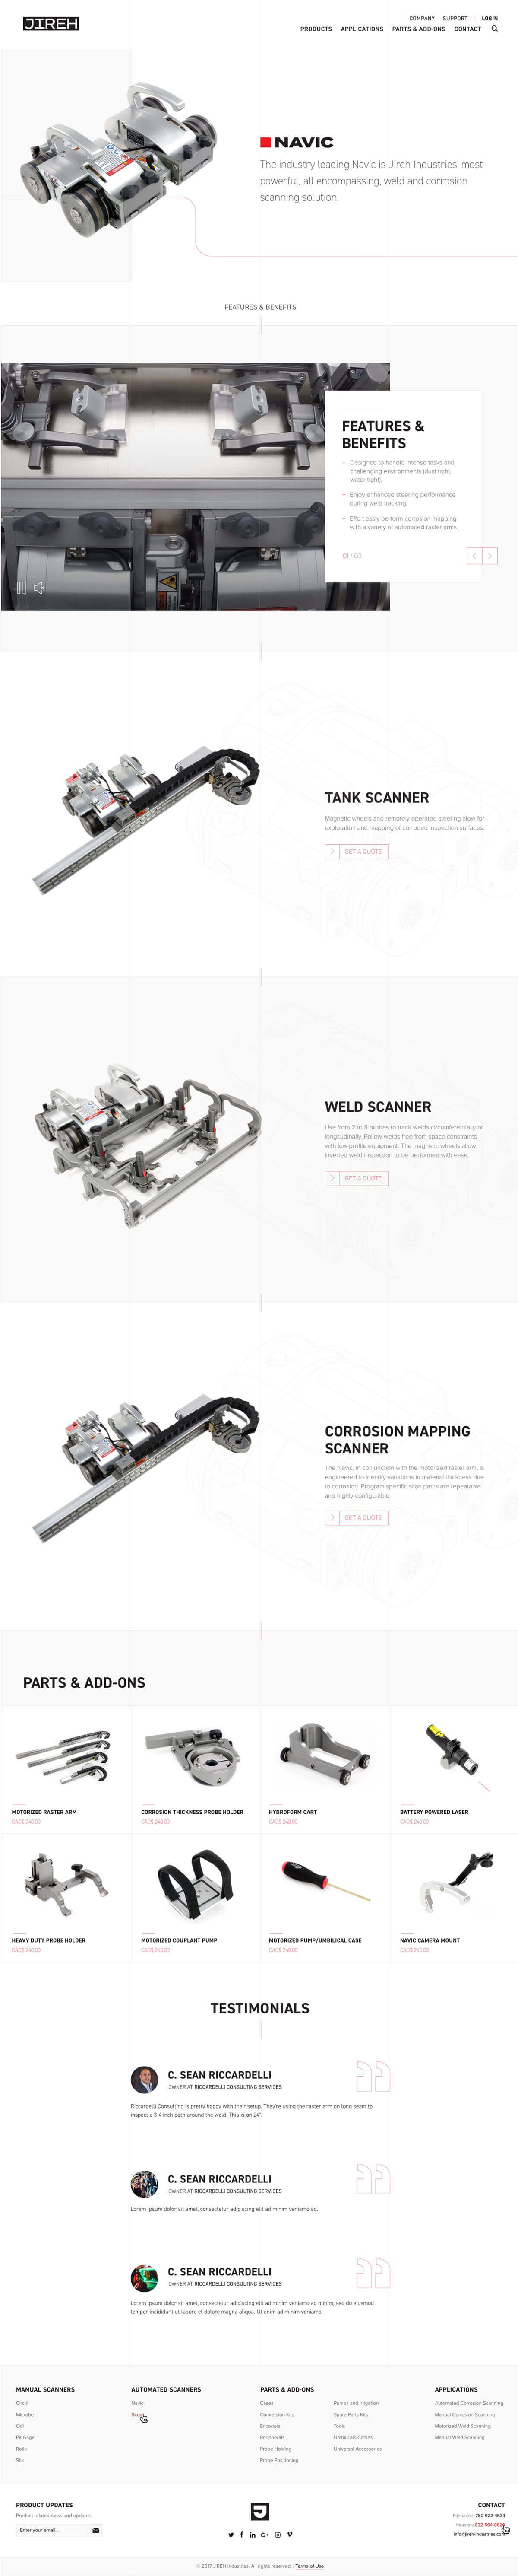 JIREH
COMPANY SUPPORT | LOGIN
PRODUCTS APPLICATIONS PARTS & ADD-ONS CONTACT
NAVIC
The industry leading Navic is Jireh Industries' most
powerful, all encompassing, weld and corrosion
scanning solution.
FEATURES & BENEFITS
FEATURES &
BENEFITS
– Designed to handle intense tasks and
challenging environments (dust tight,
water tight).
– Enjoy enhanced steering performance
during weld tracking.
– Effortlessly perform corrosion mapping
with a variety of automated raster arms.
01 / 03
TANK SCANNER
Magnetic wheels and remotely operated steering alow for
exploration and mapping of corroded inspection surfaces.
GET A QUOTE
WELD SCANNER
Use from 2 to 8 probes to track welds circumferentially or
longitudinally. Follow welds free from space constraints
with low profile equipment. The magnetic wheels allow
inverted weld inspection to be performed with ease.
GET A QUOTE
CORROSION MAPPING
SCANNER
The Navic, in conjunction with the motorized raster arm, is
engineered to identify variations in material thickness due
to corrosion. Program specific scan paths are repeatable
and highly configurable.
GET A QUOTE
PARTS & ADD-ONS
MOTORIZED RASTER ARM
CAD$ 240.00
CORROSION THICKNESS PROBE HOLDER
CAD$ 240.00
HYDROFORM CART
CAD$ 240.00
BATTERY POWERED LASER
CAD$ 240.00
HEAVY DUTY PROBE HOLDER
CAD$ 240.00
MOTORIZED COUPLANT PUMP
CAD$ 240.00
MOTORIZED PUMP/UMBILICAL CASE
CAD$ 240.00
NAVIC CAMERA MOUNT
CAD$ 240.00
TESTIMONIALS
C. SEAN RICCARDELLI
OWNER AT RICCARDELLI CONSULTING SERVICES
Riccardelli Consulting is pretty happy with their setup. They're using the raster arm on long seam to
inspect a 3-4 inch path around the weld. This is on 24".
C. SEAN RICCARDELLI
OWNER AT RICCARDELLI CONSULTING SERVICES
Lorem ipsum dolor sit amet, consectetur adipiscing elit ad minim veniamo ad.
C. SEAN RICCARDELLI
OWNER AT RICCARDELLI CONSULTING SERVICES
Lorem ipsum dolor sit amet, consectetur adipiscing elit ad minim veniamo ad minim, sed do eiusmod
tempor incididunt ut labore et dolore magna aliqua. Ut enim ad minim veniamo.
MANUAL SCANNERS
Circ-it
Microbe
Odi
Pit Gage
Rotix
Stix
AUTOMATED SCANNERS
Navic
PARTS & ADD-ONS
Cases
Conversion Kits
Encoders
Peripherals
Probe Holding
Probe Positioning
Pumps and Irrigation
Spare Parts Kits
Tools
Umbilicals/Cables
Universal Accessories
APPLICATIONS
Automated Corrosion Scanning
Manual Corrosion Scanning
Motorised Weld Scanning
Manual Weld Scanning
PRODUCT UPDATES
Product related news and updates
Enter your email...
CONTACT
Edmonton: 780-922-4534
Houston:
info@jireh-industries.com
© 2017 JIREH Industries. All rights reserved. | Terms of Use